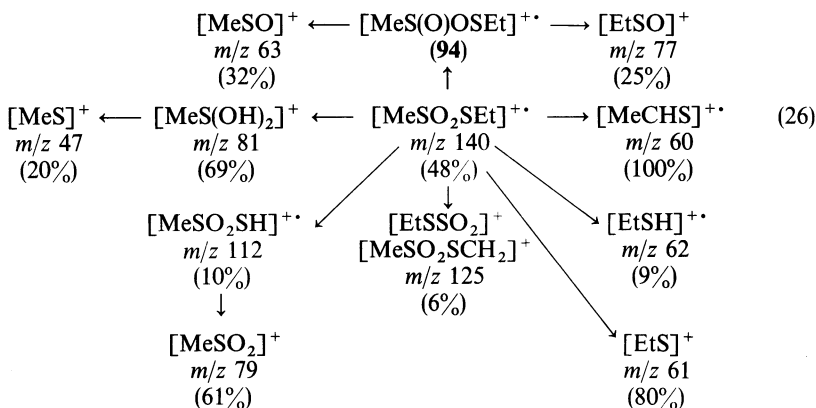 [MeSO]⁺ ← [MeS(O)OSEt]⁺• → [EtSO]⁺
m/z 63 (94) m/z 77
(32%) ↑ (25%)
[MeS]⁺ ← [MeS(OH)₂]⁺ ← [MeSO₂SEt]⁺• → [MeCHS]⁺• (26)
m/z 47 m/z 81 m/z 140 m/z 60
(20%) (69%) (48%) (100%)
[MeSO₂SH]⁺• [EtSSO₂]⁺ [EtSH]⁺•
m/z 112 [MeSO₂SCH₂]⁺ m/z 62
(10%) m/z 125 (9%)
↓ (6%)
[MeSO₂]⁺ [EtS]⁺
m/z 79 m/z 61
(61%) (80%)